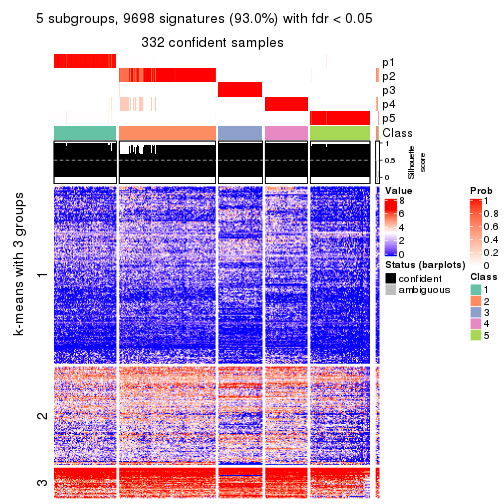 5 subgroups, 9698 signatures (93.0%) with fdr < 0.05
332 confident samples
p1
p2
p3
p4
p5
Class
1
0.5
0
Silhouette
score
k-means with 3 groups
1
2
3
Value
8
6
4
2
0
Prob
1
0.8
0.6
0.4
0.2
0
Status (barplots)
confident
ambiguous
Class
1
2
3
4
5